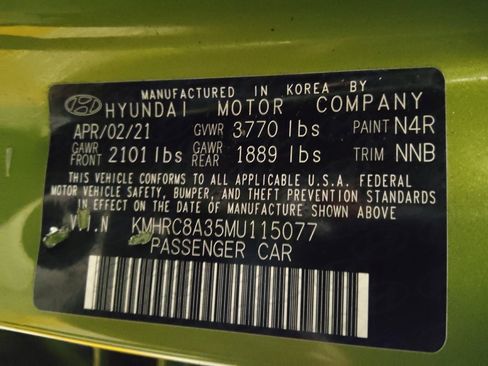 MANUFACTURED IN KOREA BY
HYUNDAI MOTOR COMPANY
APR/02/21 GVWR 3770 lbs PAINT N4R
GAWR FRONT 2101 lbs GAWR REAR 1889 lbs TRIM NNB
THIS VEHICLE CONFORMS TO ALL APPLICABLE U.S.A. FEDERAL
MOTOR VEHICLE SAFETY, BUMPER, AND THEFT PREVENTION STANDARDS
IN EFFECT ON THE DATE OF MANUFACTURE SHOWN ABOVE
V.I.N KMHRC8A35MU115077
PASSENGER CAR